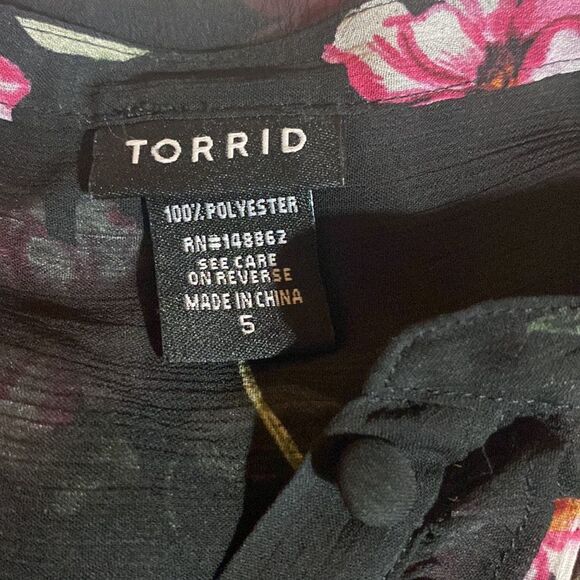 TORRID
100% POLYESTER
RN#148862
SEE CARE
ON REVERSE
MADE IN CHINA
5